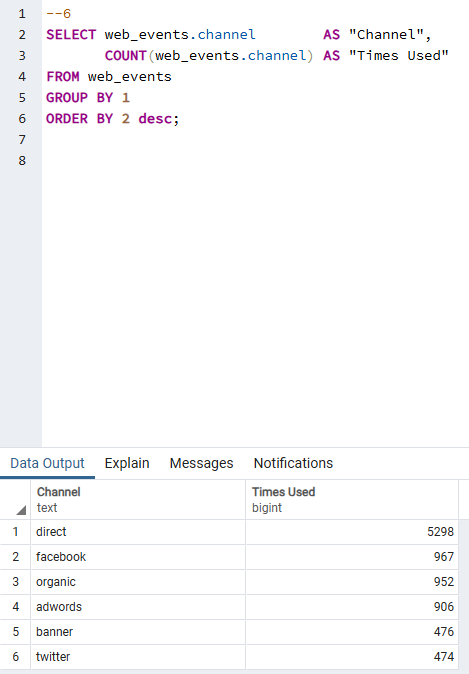 1 --6
2 SELECT web_events.channel AS "Channel",
3 COUNT(web_events.channel) AS "Times Used"
4 FROM web_events
5 GROUP BY 1
6 ORDER BY 2 desc;
7
8
Data Output Explain Messages Notifications
Channel Times Used
text bigint
1 direct 5298
2 facebook 967
3 organic 952
4 adwords 906
5 banner 476
6 twitter 474